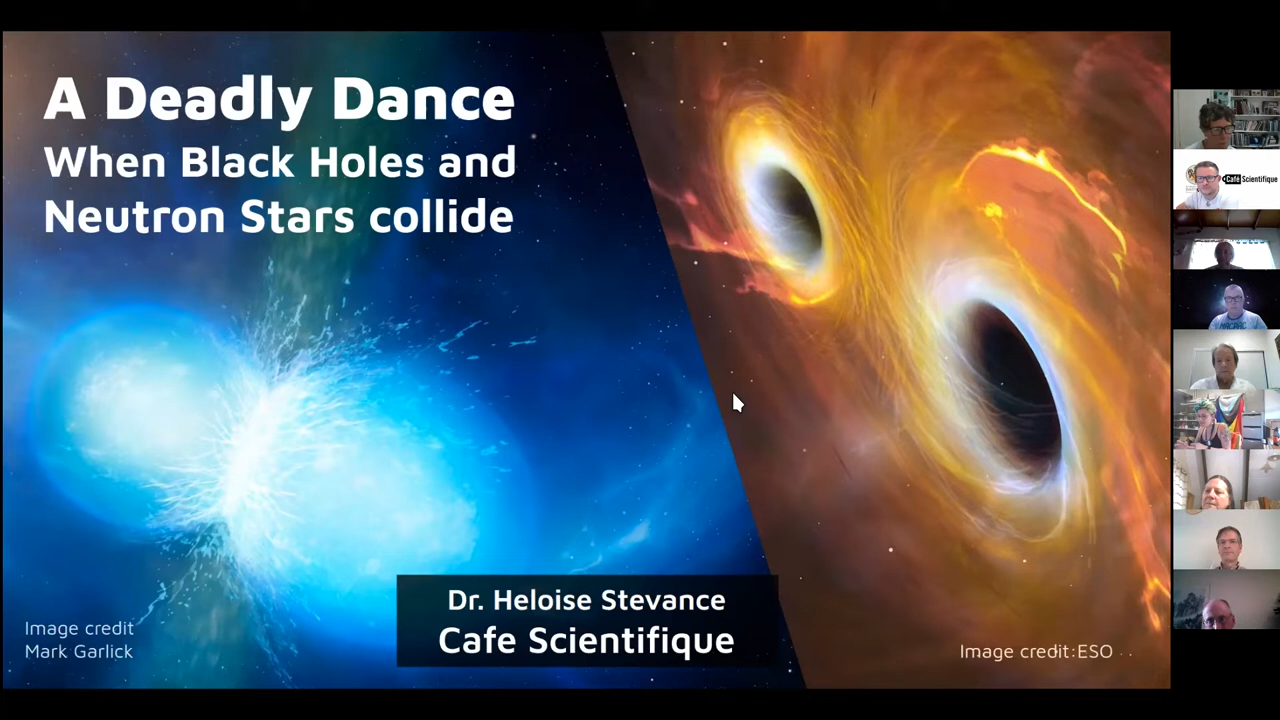 A Deadly Dance
When Black Holes and
Neutron Stars collide
Dr. Heloise Stevance
Cafe Scientifique
Image credit
Mark Garlick
Image credit:ESO
Café Scientifique